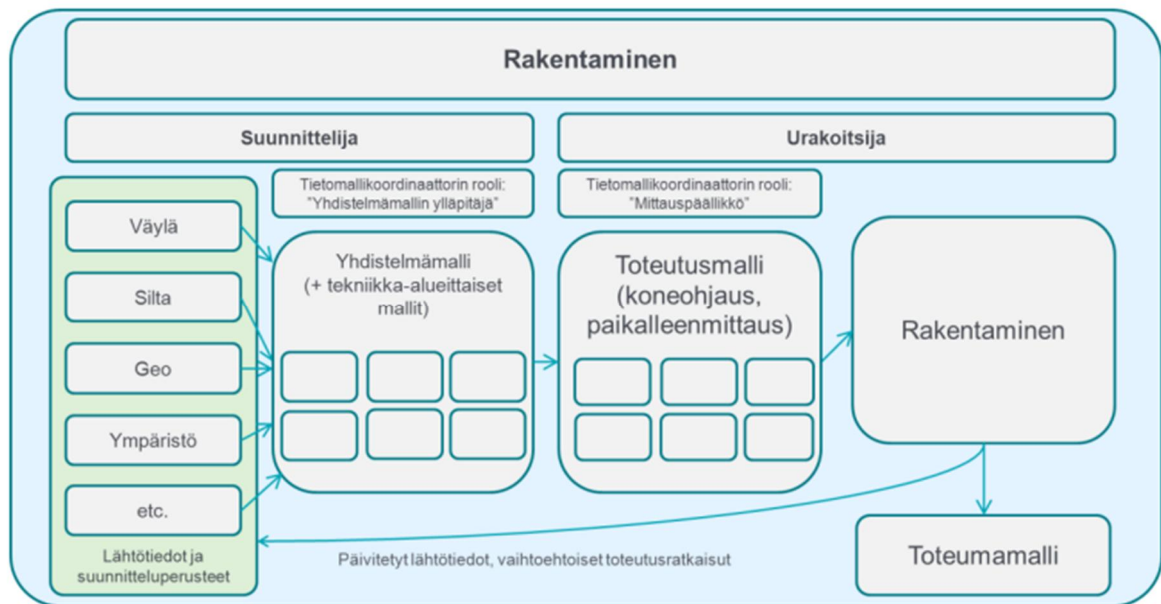 Rakentaminen
Suunnittelija
Urakoitsija
Tietomallikoordinaattorin rooli:
"Yhdistelmämallin ylläpitäjä"
Tietomallikoordinaattorin rooli:
"Mittauspäällikkö"
Väylä
Silta
Geo
Ympäristö
etc.
Lähtötiedot ja
suunnitteluperusteet
Yhdistelmämalli
(+ tekniikka-alueittaiset
mallit)
Toteutusmalli
(koneohjaus,
paikalleenmittaus)
Rakentaminen
Päivitetyt lähtötiedot, vaihtoehtoiset toteutusratkaisut
Toteumamalli